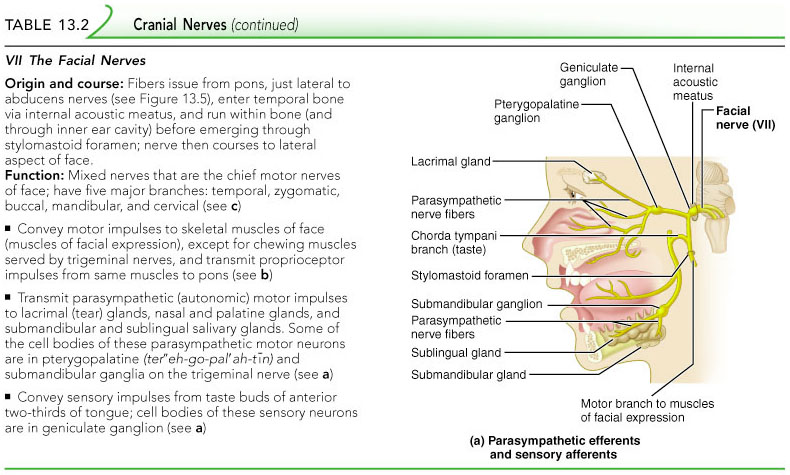 TABLE 13.2 Cranial Nerves (continued)
VII The Facial Nerves
Origin and course: Fibers issue from pons, just lateral to
abducens nerves (see Figure 13.5), enter temporal bone
via internal acoustic meatus, and run within bone (and
through inner ear cavity) before emerging through
stylomastoid foramen; nerve then courses to lateral
aspect of face.
Function: Mixed nerves that are the chief motor nerves
of face; have five major branches: temporal, zygomatic,
buccal, mandibular, and cervical (see c)
■ Convey motor impulses to skeletal muscles of face
(muscles of facial expression), except for chewing muscles
served by trigeminal nerves, and transmit proprioceptor
impulses from same muscles to pons (see b)
■ Transmit parasympathetic (autonomic) motor impulses
to lacrimal (tear) glands, nasal and palatine glands, and
submandibular and sublingual salivary glands. Some of
the cell bodies of these parasympathetic motor neurons
are in pterygopalatine (ter″eh-go-pal′ah-tīn) and
submandibular ganglia on the trigeminal nerve (see a)
■ Convey sensory impulses from taste buds of anterior
two-thirds of tongue; cell bodies of these sensory neurons
are in geniculate ganglion (see a)
Geniculate
ganglion
Internal
acoustic
meatus
Pterygopalatine
ganglion
Facial
nerve (VII)
Lacrimal gland
Parasympathetic
nerve fibers
Chorda tympani
branch (taste)
Stylomastoid foramen
Submandibular ganglion
Parasympathetic
nerve fibers
Sublingual gland
Submandibular gland
Motor branch to muscles
of facial expression
(a) Parasympathetic efferents
and sensory afferents